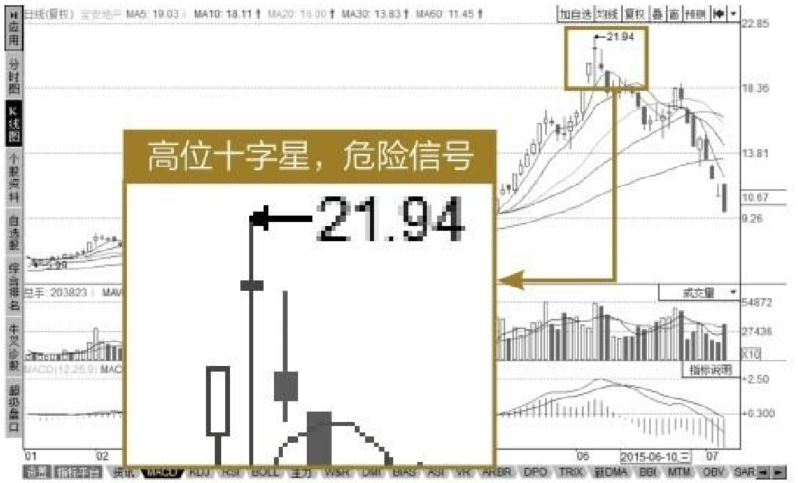 日线(复权) 宝安地产 MA5: 19.03↓ MA10: 18.11↑ MA20: 18.00↑ MA30: 13.83↑ MA60: 11.45↑
加自选 均线 复权 叠 画 预测
应用
分时图
K线图
个股资料
自选股
综合排名
牛叉诊股
超级盘口
22.85
18.36
13.81
10.67
9.26
21.94
高位十字星，危险信号
21.94
5.99
总手: 203823↓ MAV
成交量
54872
27436
X10
MACD(12,26,9) MAC
指标说明
+2.50
+0.300
01 02 06 2015-06-10,三 07
设置 指标平台 资讯 MACD KDJ RSI BOLL 主力 W&R DMI BIAS ASI VR ARBR DPO TRIX 新DMA BBI MTM OBV SAR